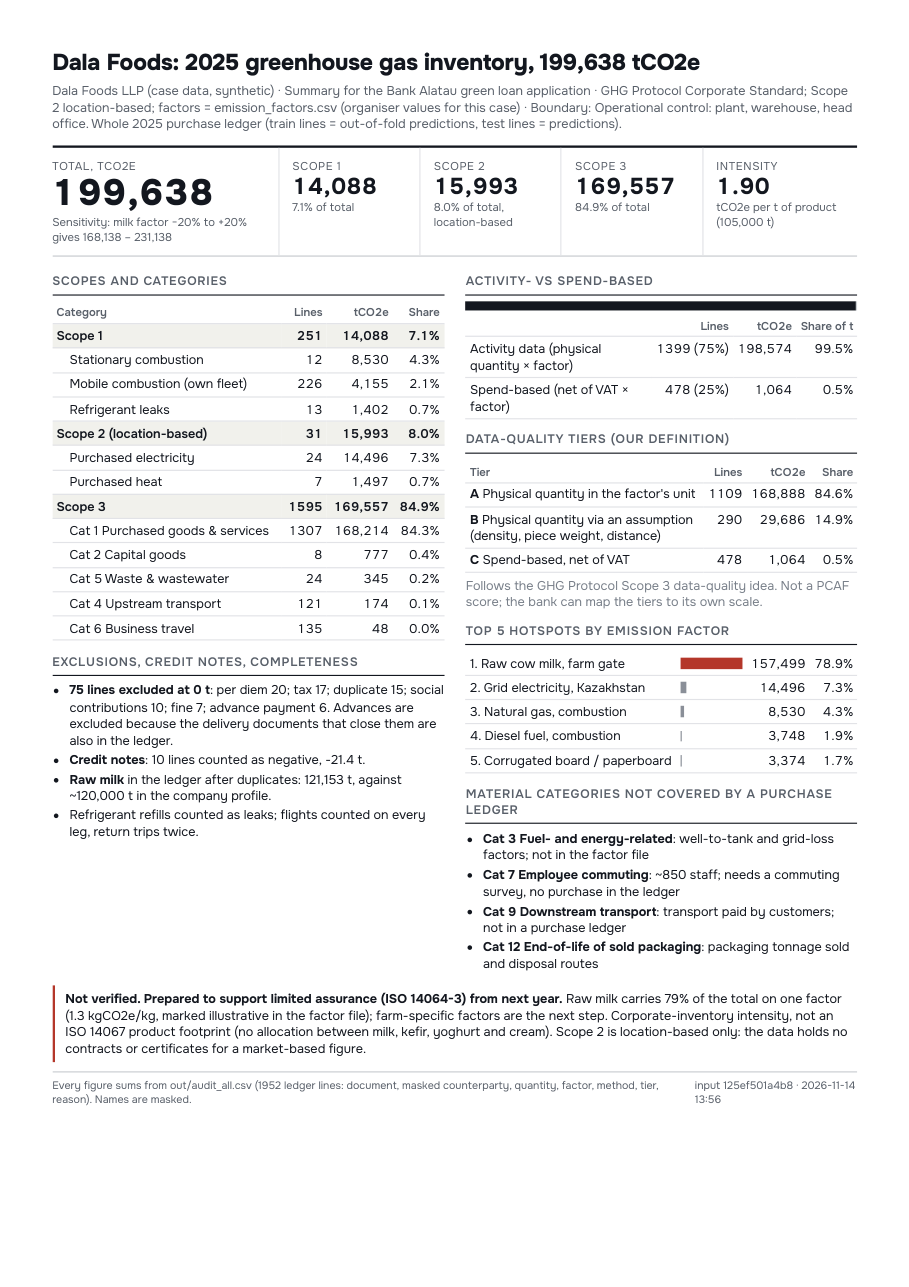 Dala Foods: 2025 greenhouse gas inventory, 199,638 tCO2e
Dala Foods LLP (case data, synthetic) · Summary for the Bank Alatau green loan application · GHG Protocol Corporate Standard; Scope
2 location-based; factors = emission_factors.csv (organiser values for this case) · Boundary: Operational control: plant, warehouse, head
office. Whole 2025 purchase ledger (train lines = out-of-fold predictions, test lines = predictions).
TOTAL, TCO2E
199,638
Sensitivity: milk factor −20% to +20%
gives 168,138 – 231,138
SCOPE 1
14,088
7.1% of total
SCOPE 2
15,993
8.0% of total,
location-based
SCOPE 3
169,557
84.9% of total
INTENSITY
1.90
tCO2e per t of product
(105,000 t)
SCOPES AND CATEGORIES
Category Lines tCO2e Share
Scope 1 251 14,088 7.1%
Stationary combustion 12 8,530 4.3%
Mobile combustion (own fleet) 226 4,155 2.1%
Refrigerant leaks 13 1,402 0.7%
Scope 2 (location-based) 31 15,993 8.0%
Purchased electricity 24 14,496 7.3%
Purchased heat 7 1,497 0.7%
Scope 3 1595 169,557 84.9%
Cat 1 Purchased goods & services 1307 168,214 84.3%
Cat 2 Capital goods 8 777 0.4%
Cat 5 Waste & wastewater 24 345 0.2%
Cat 4 Upstream transport 121 174 0.1%
Cat 6 Business travel 135 48 0.0%
EXCLUSIONS, CREDIT NOTES, COMPLETENESS
• 75 lines excluded at 0 t: per diem 20; tax 17; duplicate 15; social
contributions 10; fine 7; advance payment 6. Advances are
excluded because the delivery documents that close them are
also in the ledger.
• Credit notes: 10 lines counted as negative, -21.4 t.
• Raw milk in the ledger after duplicates: 121,153 t, against
~120,000 t in the company profile.
• Refrigerant refills counted as leaks; flights counted on every
leg, return trips twice.
ACTIVITY- VS SPEND-BASED
Lines tCO2e Share of t
Activity data (physical 1399 (75%) 198,574 99.5%
quantity × factor)
Spend-based (net of VAT × 478 (25%) 1,064 0.5%
factor)
DATA-QUALITY TIERS (OUR DEFINITION)
Tier Lines tCO2e Share
A Physical quantity in the factor's unit 1109 168,888 84.6%
B Physical quantity via an assumption 290 29,686 14.9%
(density, piece weight, distance)
C Spend-based, net of VAT 478 1,064 0.5%
Follows the GHG Protocol Scope 3 data-quality idea. Not a PCAF
score; the bank can map the tiers to its own scale.
TOP 5 HOTSPOTS BY EMISSION FACTOR
1. Raw cow milk, farm gate 157,499 78.9%
2. Grid electricity, Kazakhstan 14,496 7.3%
3. Natural gas, combustion 8,530 4.3%
4. Diesel fuel, combustion 3,748 1.9%
5. Corrugated board / paperboard 3,374 1.7%
MATERIAL CATEGORIES NOT COVERED BY A PURCHASE
LEDGER
• Cat 3 Fuel- and energy-related: well-to-tank and grid-loss
factors; not in the factor file
• Cat 7 Employee commuting: ~850 staff; needs a commuting
survey, no purchase in the ledger
• Cat 9 Downstream transport: transport paid by customers;
not in a purchase ledger
• Cat 12 End-of-life of sold packaging: packaging tonnage sold
and disposal routes
Not verified. Prepared to support limited assurance (ISO 14064-3) from next year. Raw milk carries 79% of the total on one factor
(1.3 kgCO2e/kg, marked illustrative in the factor file); farm-specific factors are the next step. Corporate-inventory intensity, not an
ISO 14067 product footprint (no allocation between milk, kefir, yoghurt and cream). Scope 2 is location-based only: the data holds no
contracts or certificates for a market-based figure.
Every figure sums from out/audit_all.csv (1952 ledger lines: document, masked counterparty, quantity, factor, method, tier,
reason). Names are masked.
input 125ef501a4b8 · 2026-11-14
13:56